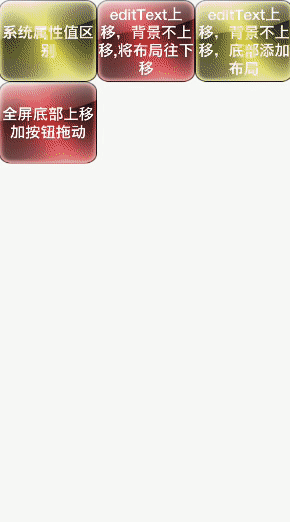 系统属性值区
别
editText上
移，背景不上
移,将布局往下
移
editText上
移，背景不上
移，底部添加
布局
全屏底部上移
加按钮拖动